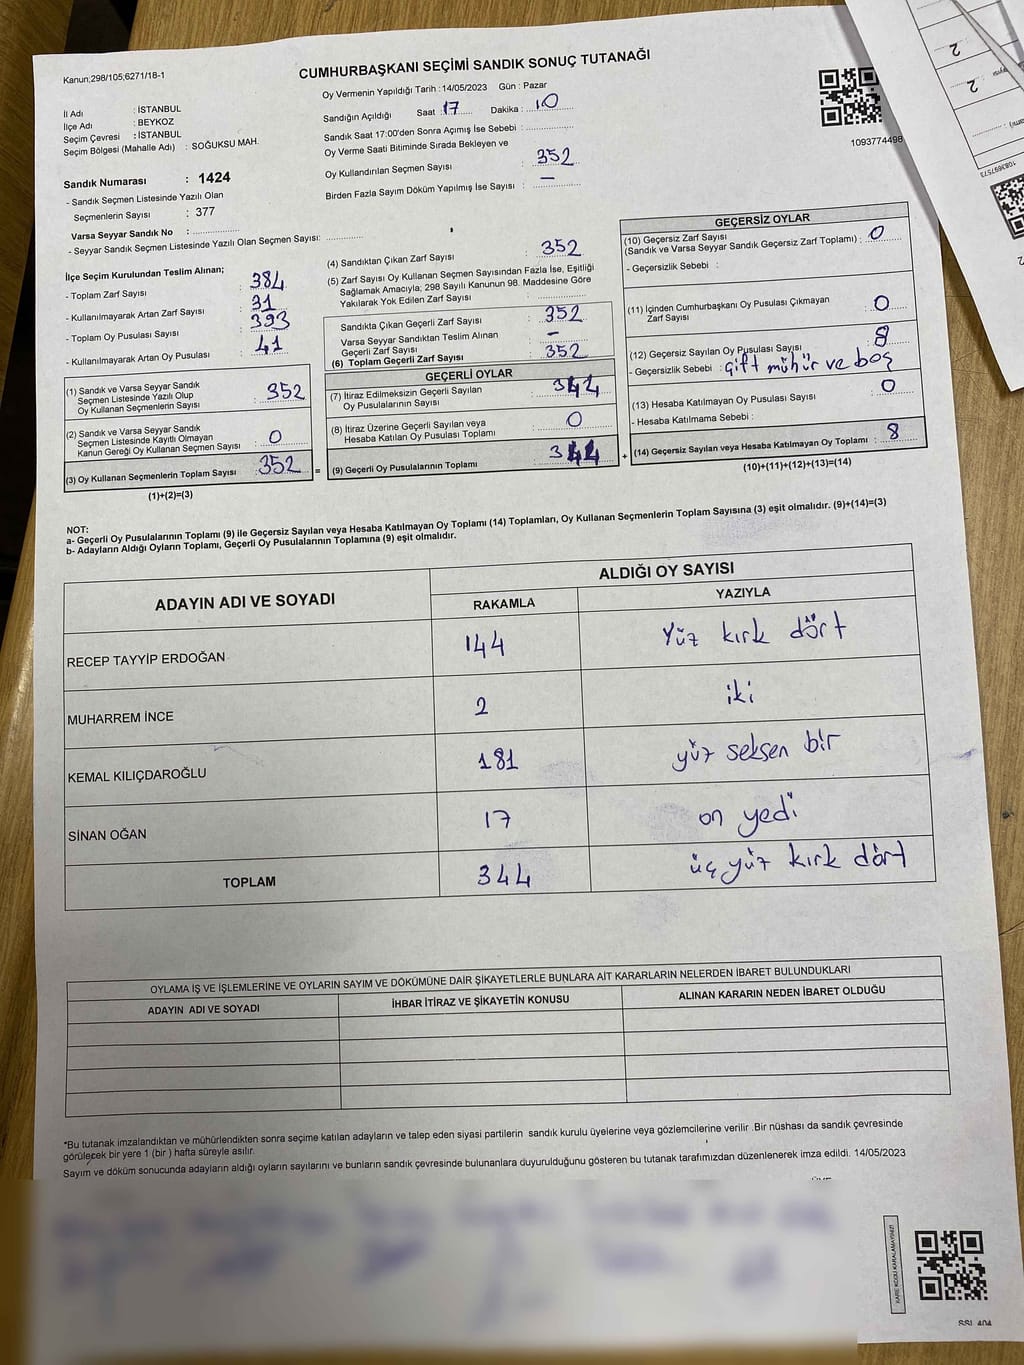 Kanun;298/105;6271/18-1
CUMHURBAŞKANI SEÇİMİ SANDIK SONUÇ TUTANAĞI
İl Adı : İSTANBUL
İlçe Adı : BEYKOZ
Seçim Çevresi : İSTANBUL
Seçim Bölgesi (Mahalle Adı) : SOĞUKSU MAH.
Sandık Numarası : 1424
- Sandık Seçmen Listesinde Yazılı Olan
Seçmenlerin Sayısı : 377
Varsa Seyyar Sandık No :
- Seyyar Sandık Seçmen Listesinde Yazılı Olan Seçmen Sayısı:
Oy Vermenin Yapıldığı Tarih :14/05/2023 Gün : Pazar
Sandığın Açıldığı Saat : 17 Dakika : 10
Sandık Saat 17:00'den Sonra Açımış İse Sebebi :
Oy Verme Saati Bitiminde Sırada Bekleyen ve
Oy Kullandırılan Seçmen Sayısı : 352
Birden Fazla Sayım Döküm Yapılmış İse Sayısı : -
1093774498
İlçe Seçim Kurulundan Teslim Alınan;
- Toplam Zarf Sayısı : 384
- Kullanılmayarak Artan Zarf Sayısı : 31
- Toplam Oy Pusulası Sayısı : 393
- Kullanılmayarak Artan Oy Pusulası : 41
(1) Sandık ve Varsa Seyyar Sandık
Seçmen Listesinde Yazılı Olup
Oy Kullanan Seçmenlerin Sayısı : 352
(2) Sandık ve Varsa Seyyar Sandık
Seçmen Listesinde Kayıtlı Olmayan
Kanun Gereği Oy Kullanan Seçmen Sayısı : 0
(3) Oy Kullanan Seçmenlerin Toplam Sayısı : 352
(1)+(2)=(3)
(4) Sandıktan Çıkan Zarf Sayısı : 352
(5) Zarf Sayısı Oy Kullanan Seçmen Sayısından Fazla İse, Eşitliği
Sağlamak Amacıyla; 298 Sayılı Kanunun 98. Maddesine Göre
Yakılarak Yok Edilen Zarf Sayısı :
Sandıkta Çıkan Geçerli Zarf Sayısı : 352
Varsa Seyyar Sandıktan Teslim Alınan
Geçerli Zarf Sayısı : -
(6) Toplam Geçerli Zarf Sayısı : 352
GEÇERLİ OYLAR
(7) İtiraz Edilmeksizin Geçerli Sayılan
Oy Pusulalarının Sayısı : 344
(8) İtiraz Üzerine Geçerli Sayılan veya
Hesaba Katılan Oy Pusulası Toplamı : 0
= (9) Geçerli Oy Pusulalarının Toplamı : 344
GEÇERSİZ OYLAR
(10) Geçersiz Zarf Sayısı
(Sandık ve Varsa Seyyar Sandık Geçersiz Zarf Toplamı) : 0
- Geçersizlik Sebebi :
(11) İçinden Cumhurbaşkanı Oy Pusulası Çıkmayan
Zarf Sayısı : 0
(12) Geçersiz Sayılan Oy Pusulası Sayısı : 8
- Geçersizlik Sebebi : çift mühür ve boş
(13) Hesaba Katılmayan Oy Pusulası Sayısı : 0
- Hesaba Katılmama Sebebi :
+ (14) Geçersiz Sayılan veya Hesaba Katılmayan Oy Toplamı : 8
(10)+(11)+(12)+(13)=(14)
NOT:
a- Geçerli Oy Pusulalarının Toplamı (9) ile Geçersiz Sayılan veya Hesaba Katılmayan Oy Toplamı (14) Toplamları, Oy Kullanan Seçmenlerin Toplam Sayısına (3) eşit olmalıdır. (9)+(14)=(3)
b- Adayların Aldığı Oyların Toplamı, Geçerli Oy Pusulalarının Toplamına (9) eşit olmalıdır.
ADAYIN ADI VE SOYADI ALDIĞI OY SAYISI
RAKAMLA YAZIYLA
RECEP TAYYİP ERDOĞAN 144 Yüz kırk dört
MUHARREM İNCE 2 iki
KEMAL KILIÇDAROĞLU 181 yüz seksen bir
SİNAN OĞAN 17 on yedi
TOPLAM 344 üç yüz kırk dört
OYLAMA İŞ VE İŞLEMLERİNE VE OYLARIN SAYIM VE DÖKÜMÜNE DAİR ŞİKAYETLERLE BUNLARA AİT KARARLARIN NELERDEN İBARET BULUNDUKLARI
ADAYIN ADI VE SOYADI İHBAR İTİRAZ VE ŞİKAYETİN KONUSU ALINAN KARARIN NEDEN İBARET OLDUĞU
*Bu tutanak imzalandıktan ve mühürlendikten sonra seçime katılan adayların ve talep eden siyasi partilerin sandık kurulu üyelerine veya gözlemcilerine verilir .Bir nüshası da sandık çevresinde
görülecek bir yere 1 (bir ) hafta süreyle asılır.
Sayım ve döküm sonucunda adayların aldığı oyların sayılarını ve bunların sandık çevresinde bulunanlara duyurulduğunu gösteren bu tutanak tarafımızdan düzenlenerek imza edildi. 14/05/2023
KARE KODU KARALAMAYINIZ!